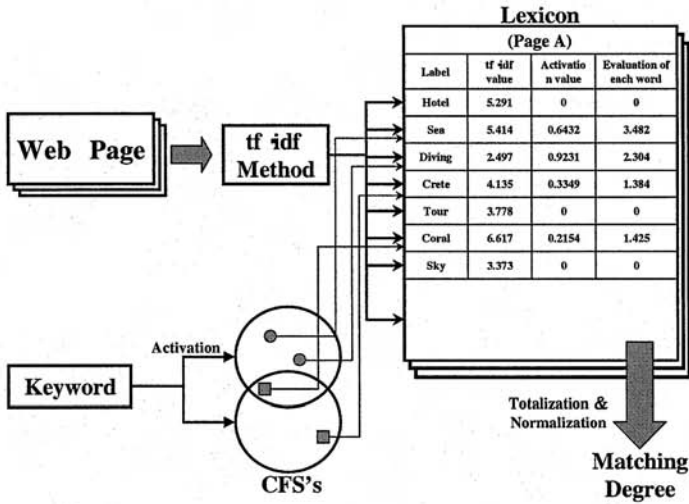 Lexicon
(Page A)
Label tf·idf value Activatio n value Evaluation of each word
Hotel 5.291 0 0
Sea 5.414 0.6432 3.482
Diving 2.497 0.9231 2.304
Crete 4.135 0.3349 1.384
Tour 3.778 0 0
Coral 6.617 0.2154 1.425
Sky 3.373 0 0
Web Page
tf·idf
Method
Activation
Keyword
CFS's
Totalization &
Normalization
Matching
Degree